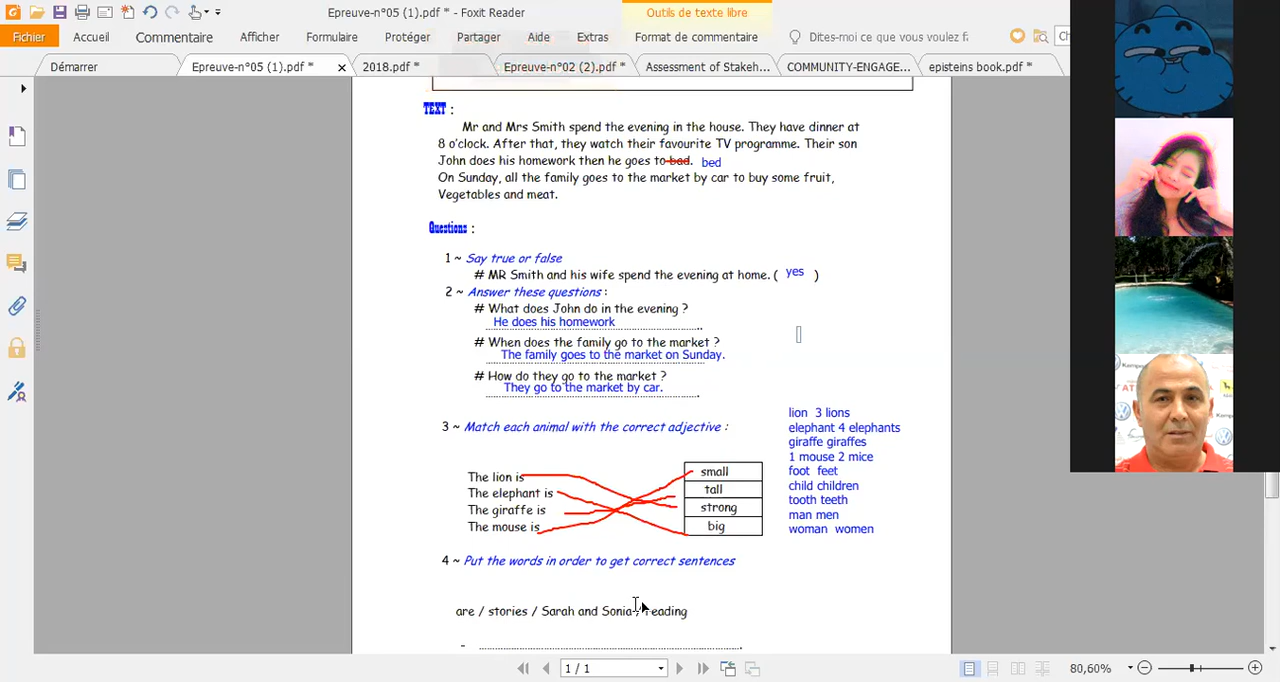 Epreuve-n°05 (1).pdf * - Foxit Reader
Outils de texte libre
Fichier Accueil Commentaire Afficher Formulaire Protéger Partager Aide Extras Format de commentaire Dites-moi ce que vous voulez fi Ch
Démarrer Epreuve-n°05 (1).pdf * 2018.pdf * Epreuve-n°02 (2).pdf * Assessment of Stakeh... COMMUNITY-ENGAGE... episteins book.pdf *
TEXT :
Mr and Mrs Smith spend the evening in the house. They have dinner at
8 o'clock. After that, they watch their favourite TV programme. Their son
John does his homework then he goes to bad. bed
On Sunday, all the family goes to the market by car to buy some fruit,
Vegetables and meat.
Questions :
1 ~ Say true or false
# MR Smith and his wife spend the evening at home. ( yes )
2 ~ Answer these questions :
# What does John do in the evening ?
He does his homework
# When does the family go to the market ?
The family goes to the market on Sunday.
# How do they go to the market ?
They go to the market by car.
3 ~ Match each animal with the correct adjective :
The lion is
The elephant is
The giraffe is
The mouse is
small
tall
strong
big
lion 3 lions
elephant 4 elephants
giraffe giraffes
1 mouse 2 mice
foot feet
child children
tooth teeth
man men
woman women
4 ~ Put the words in order to get correct sentences
are / stories / Sarah and Sonia / reading
- ........................................................
1 / 1
80,60%